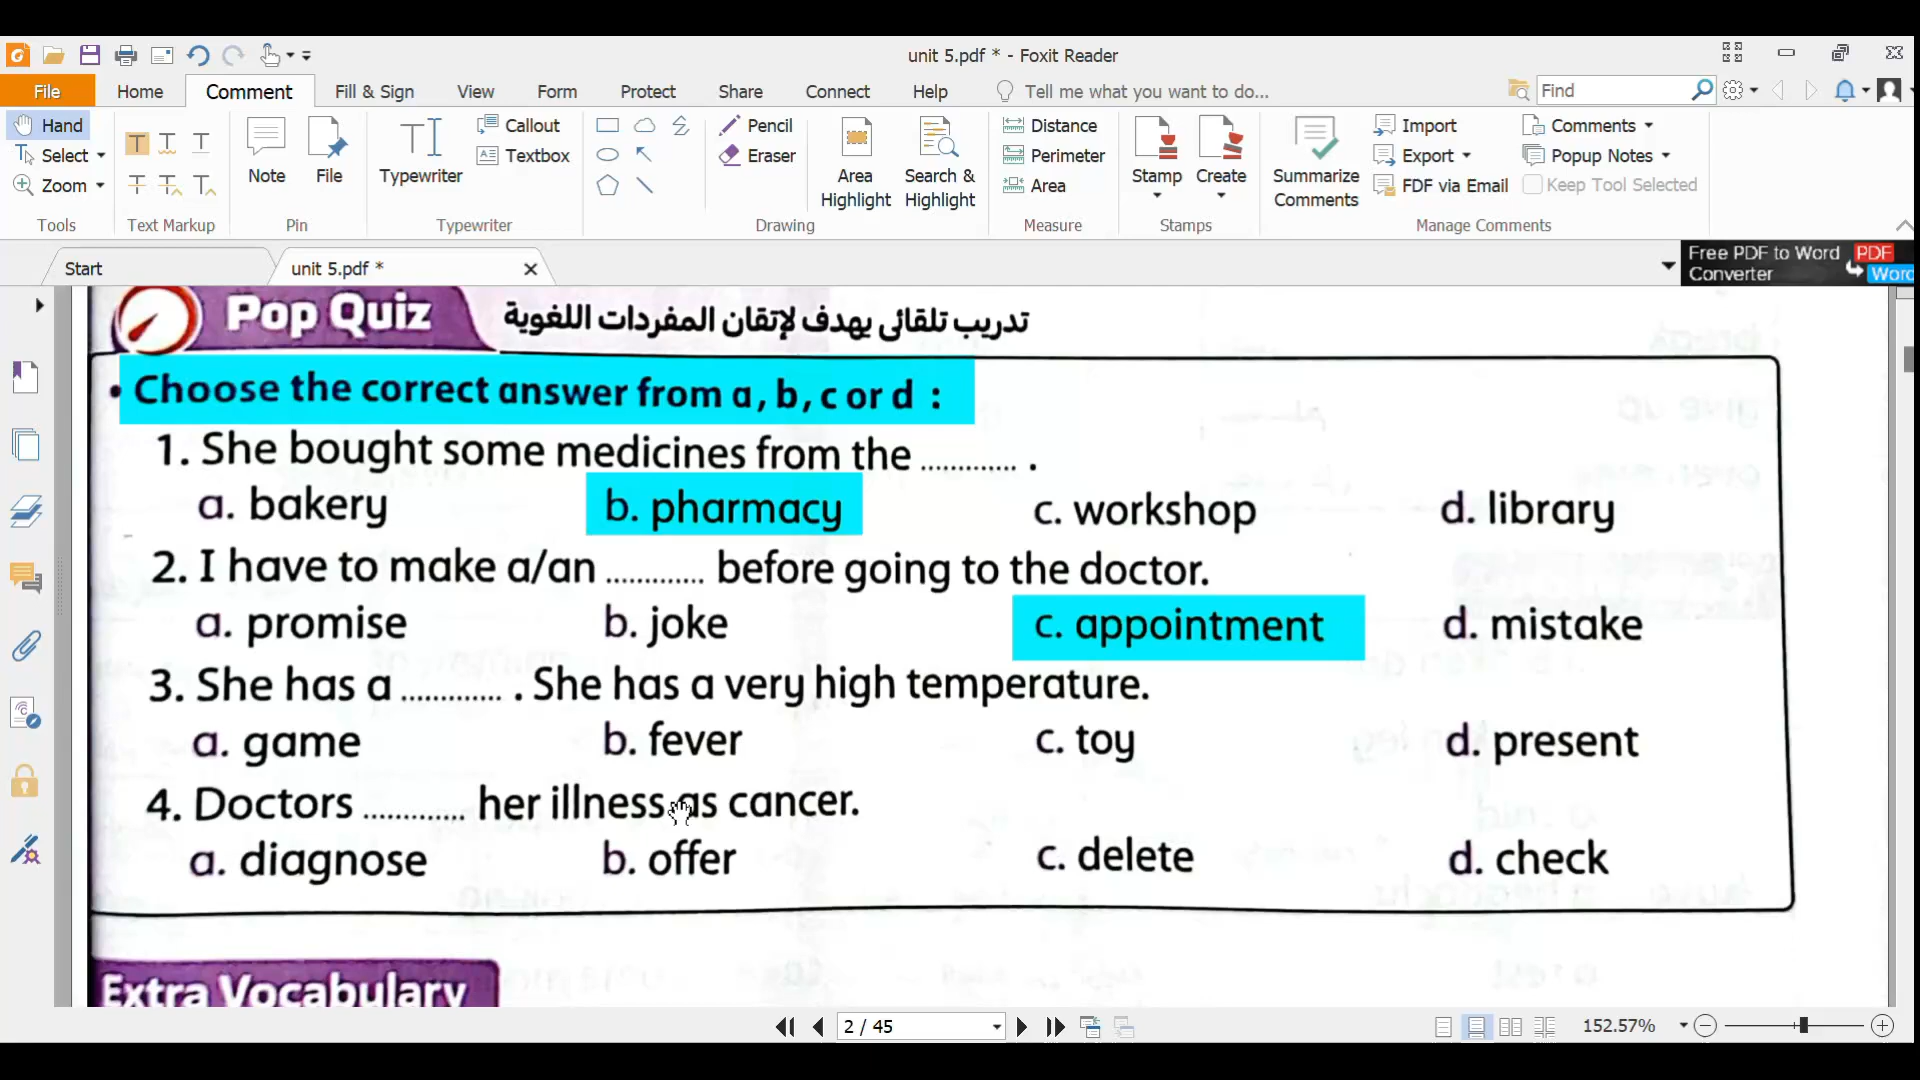 unit 5.pdf * - Foxit Reader
File Home Comment Fill & Sign View Form Protect Share Connect Help Tell me what you want to do... Find
Hand
Select
Zoom
Tools
Text Markup
Note File
Pin
Typewriter
Callout
Textbox
Typewriter
Pencil
Eraser
Area Highlight
Search & Highlight
Drawing
Distance
Perimeter
Area
Measure
Stamp Create
Stamps
Summarize Comments
Import
Export
FDF via Email
Comments
Popup Notes
Keep Tool Selected
Manage Comments
Start unit 5.pdf *
Free PDF to Word Converter PDF Word
Pop Quiz تدريب تلقائى يهدف لإتقان المفردات اللغوية
• Choose the correct answer from a, b, c or d :
1. She bought some medicines from the ............. .
a. bakery b. pharmacy c. workshop d. library
2. I have to make a/an ............. before going to the doctor.
a. promise b. joke c. appointment d. mistake
3. She has a ............. . She has a very high temperature.
a. game b. fever c. toy d. present
4. Doctors ............. her illness as cancer.
a. diagnose b. offer c. delete d. check
Extra Vocabulary
2 / 45 152.57%